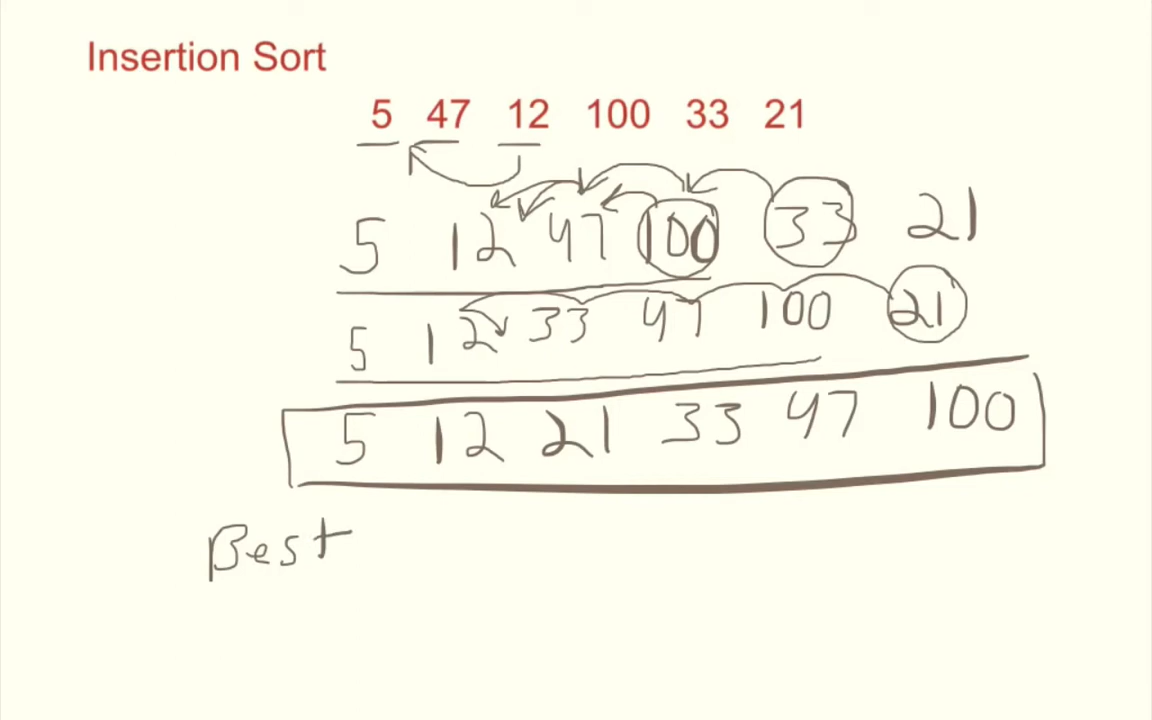 Insertion Sort
5 47 12 100 33 21
5 12 47 100 33 21
5 12 33 47 100 21
5 12 21 33 47 100
Best